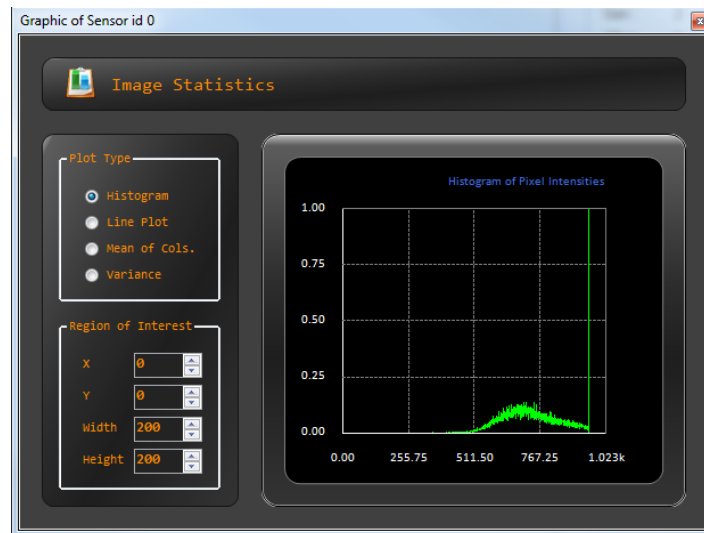 Graphic of Sensor id 0
Image Statistics
Plot Type
Histogram
Line Plot
Mean of Cols.
Variance
Region of Interest
X 0
Y 0
Width 200
Height 200
Histogram of Pixel Intensities
1.00
0.75
0.50
0.25
0.00
0.00 255.75 511.50 767.25 1.023k